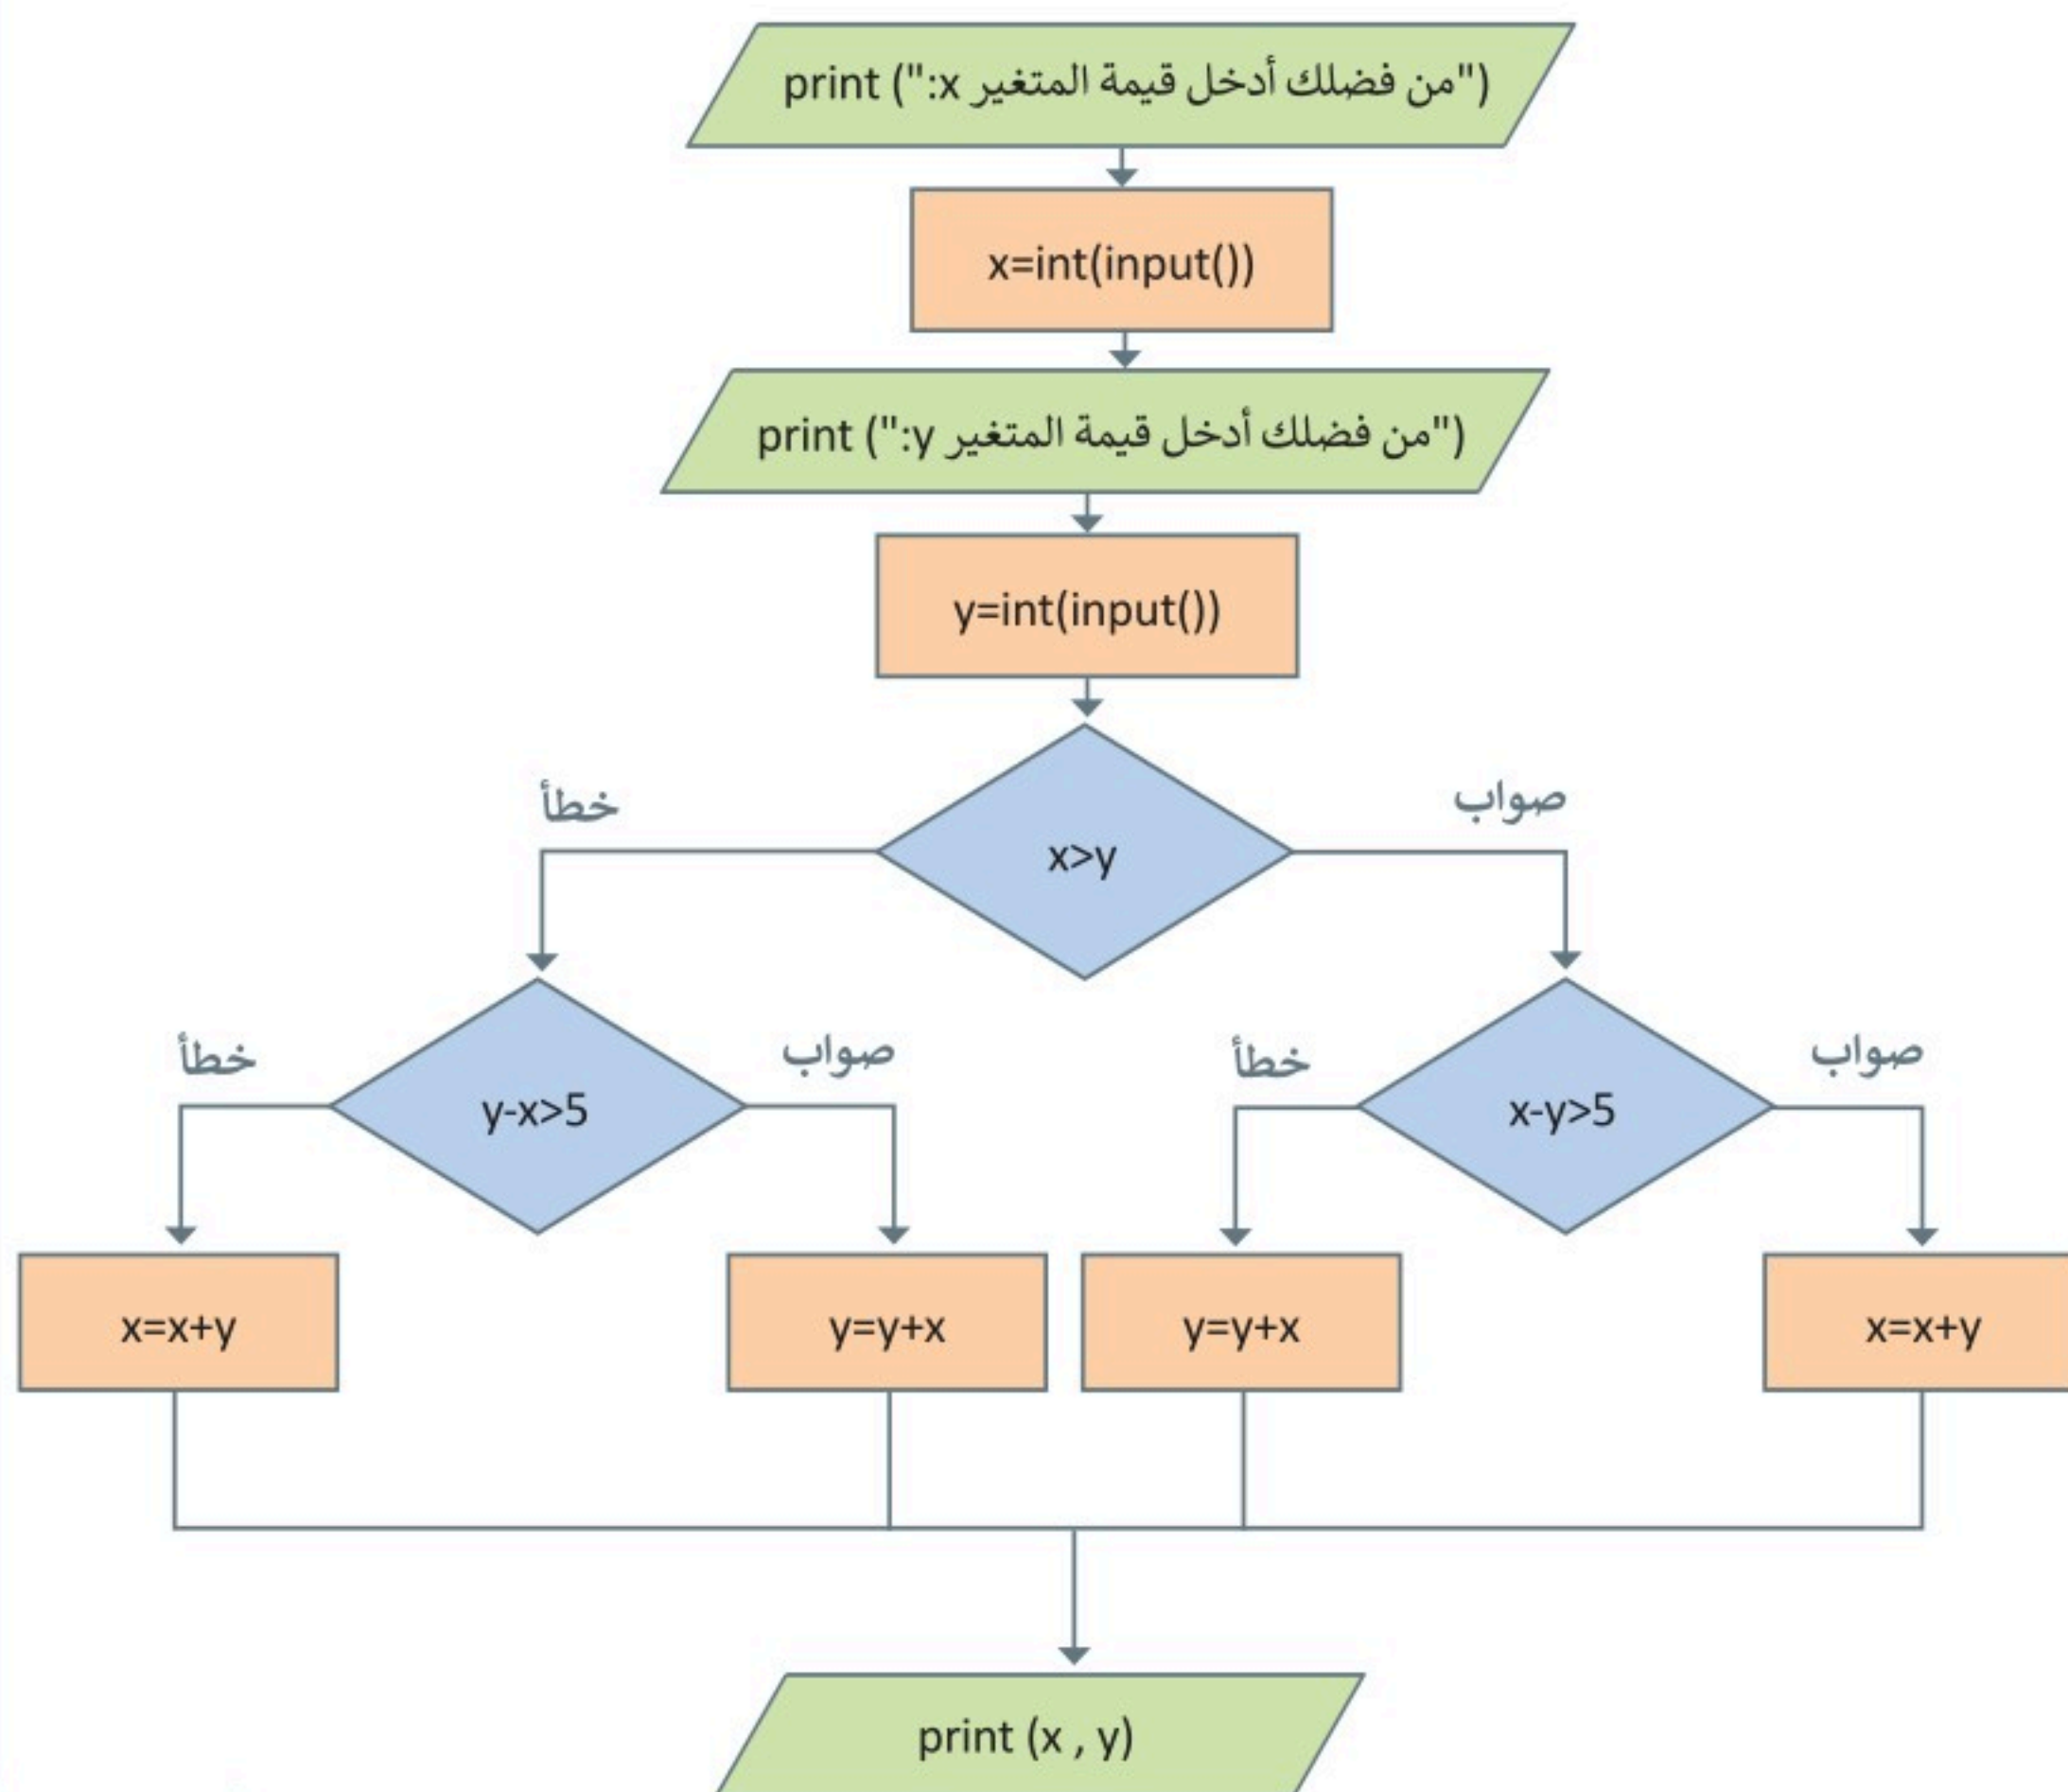 print ("من فضلك أدخل قيمة المتغير x:")
x=int(input())
print ("من فضلك أدخل قيمة المتغير y:")
y=int(input())
x>y
خطأ
صواب
y-x>5
خطأ
صواب
x-y>5
خطأ
صواب
x=x+y
y=y+x
y=y+x
x=x+y
print (x , y)